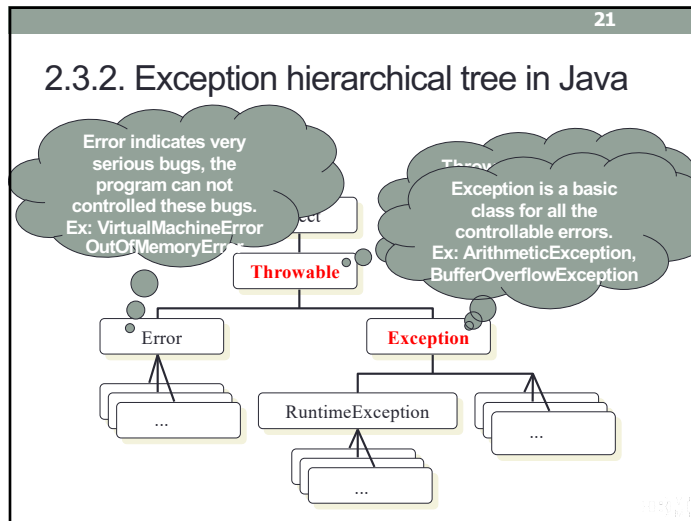 21
2.3.2. Exception hierarchical tree in Java
Error indicates very
serious bugs, the
program can not
controlled these bugs.
Ex: VirtualMachineError
OutOfMemoryError
Exception is a basic
class for all the
controllable errors.
Ex: ArithmeticException,
BufferOverflowException
Throwable
Error
Exception
...
RuntimeException
...
...